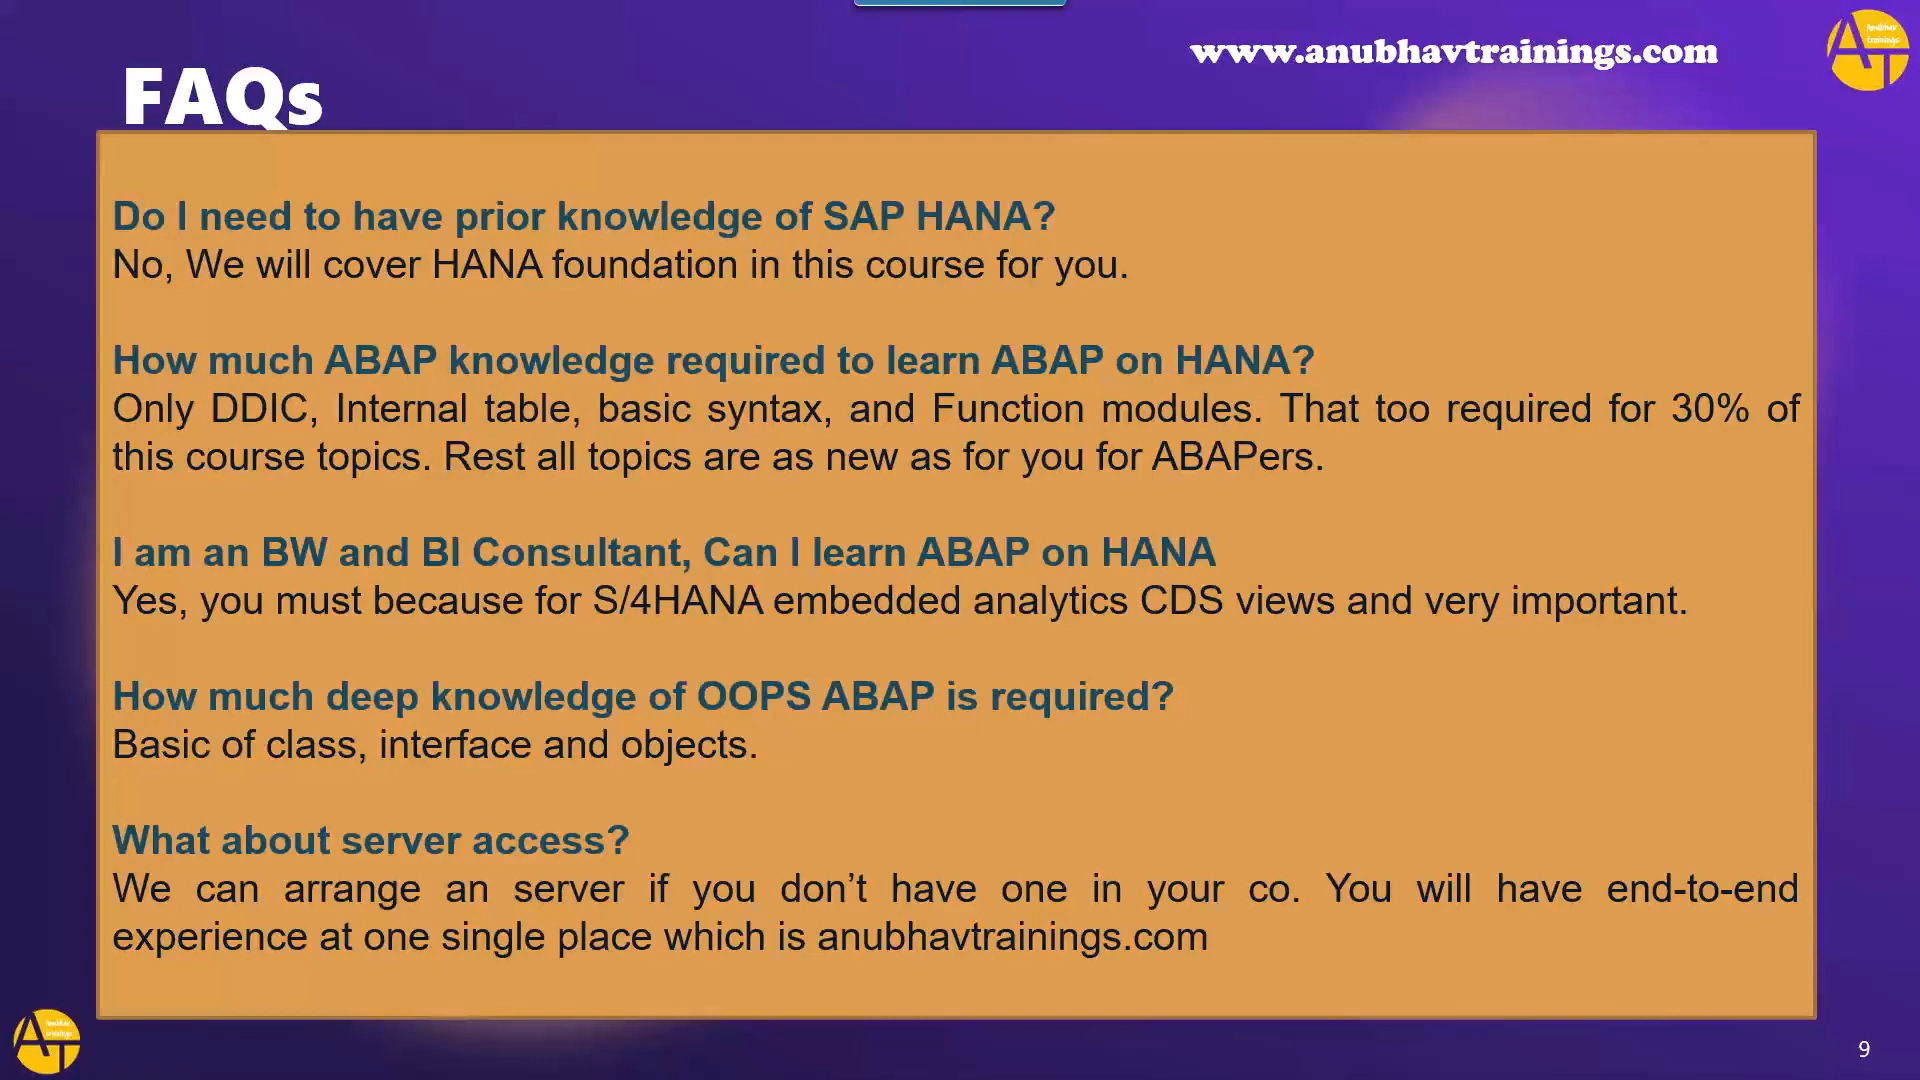 www.anubhavtrainings.com
Anubhav
trainings
AT
FAQs
Do I need to have prior knowledge of SAP HANA?
No, We will cover HANA foundation in this course for you.
How much ABAP knowledge required to learn ABAP on HANA?
Only DDIC, Internal table, basic syntax, and Function modules. That too required for 30% of
this course topics. Rest all topics are as new as for you for ABAPers.
I am an BW and BI Consultant, Can I learn ABAP on HANA
Yes, you must because for S/4HANA embedded analytics CDS views and very important.
How much deep knowledge of OOPS ABAP is required?
Basic of class, interface and objects.
What about server access?
We can arrange an server if you don’t have one in your co. You will have end-to-end
experience at one single place which is anubhavtrainings.com
Anubhav
trainings
AT
9